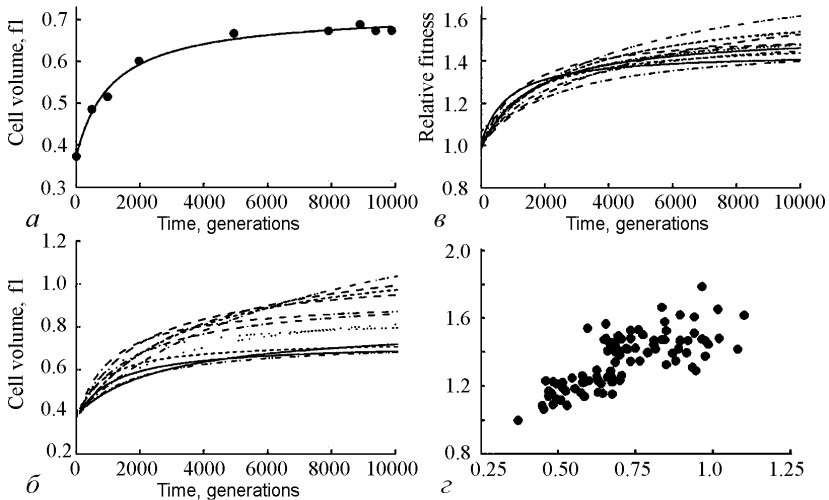 Cell volume, fl
0.7
0.6
0.5
0.4
0.3
0 2000 4000 6000 8000 10000
а
Time, generations
Relative fitness
1.6
1.4
1.2
1.0
0.8
0 2000 4000 6000 8000 10000
в
Time, generations
Cell volume, fl
1.2
1.0
0.8
0.6
0.4
0.2
0 2000 4000 6000 8000 10000
б
Time, generations
2.0
1.6
1.2
0.8
0.25 0.50 0.75 1.0 1.25
г